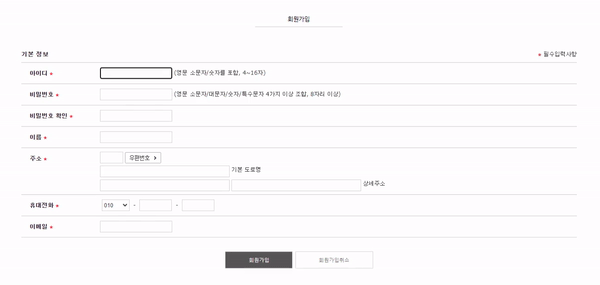 회원가입
기본 정보
* 필수입력사항
아이디 *
(영문 소문자/숫자를 포함, 4~16자)
비밀번호 *
(영문 소문자/대문자/숫자/특수문자 4가지 이상 조합, 8자리 이상)
비밀번호 확인 *
이름 *
주소 *
우편번호 >
기본 도로명
상세주소
휴대전화 *
010 - -
이메일 *
회원가입 회원가입취소